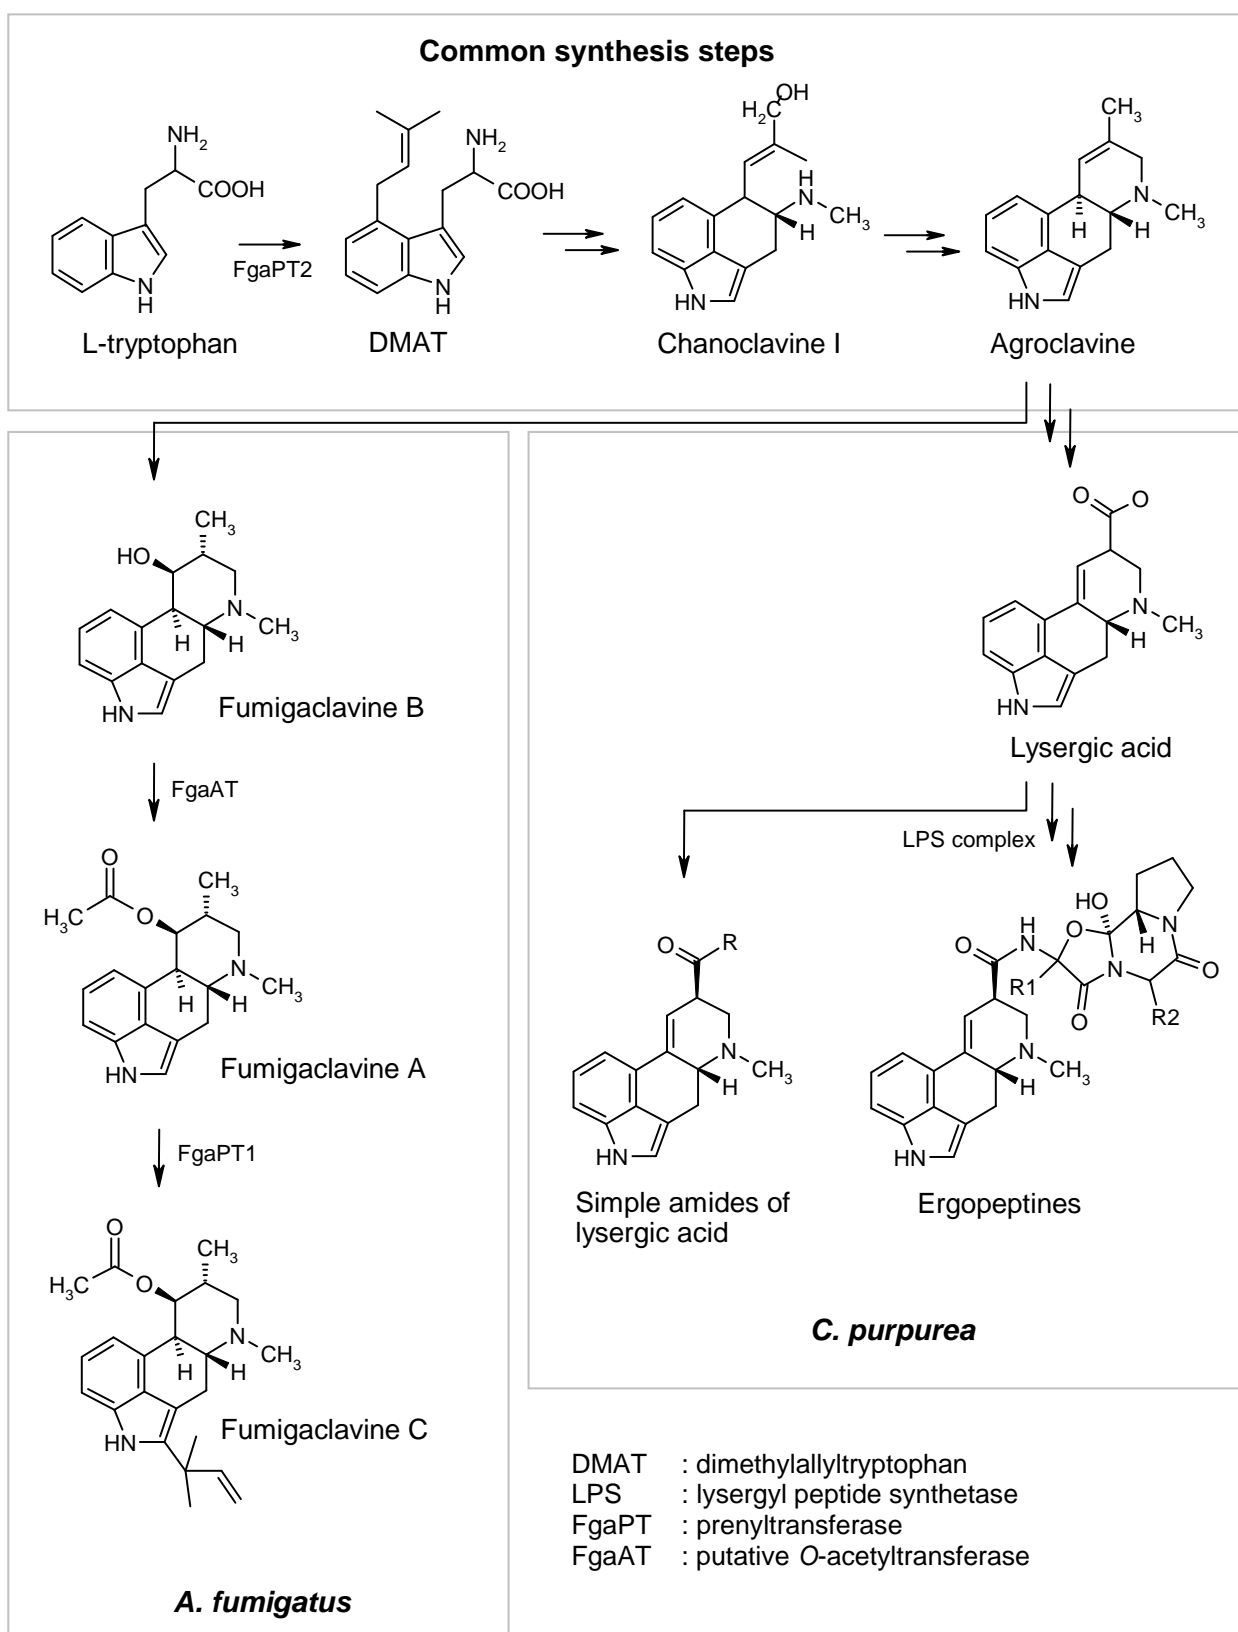 Common synthesis steps
NH2
COOH
N
H
L-tryptophan
FgaPT2
NH2
COOH
N
H
DMAT
OH
H2C
H
N
CH3
H
HN
Chanoclavine I
CH3
N
CH3
H
H
HN
Agroclavine
CH3
HO
N
CH3
H
H
HN
Fumigaclavine B
FgaAT
O
H3C
O
CH3
N
CH3
H
H
HN
Fumigaclavine A
FgaPT1
O
H3C
O
CH3
N
CH3
H
H
HN
Fumigaclavine C
A. fumigatus
O
O
N
CH3
H
HN
Lysergic acid
LPS complex
O
R
N
CH3
H
HN
Simple amides of
lysergic acid
HO
H
N
O
O
H
N
R1
N
O
O
R2
N
CH3
H
HN
Ergopeptines
C. purpurea
DMAT : dimethylallyltryptophan
LPS : lysergyl peptide synthetase
FgaPT : prenyltransferase
FgaAT : putative O-acetyltransferase